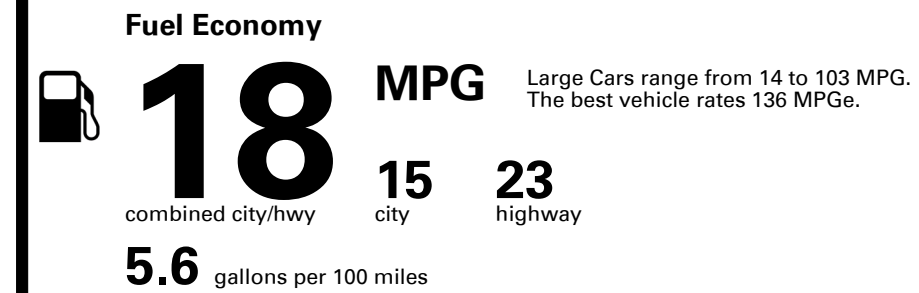 Fuel Economy
18 MPG
Large Cars range from 14 to 103 MPG.
The best vehicle rates 136 MPGe.
15 23
combined city/hwy city highway
5.6 gallons per 100 miles